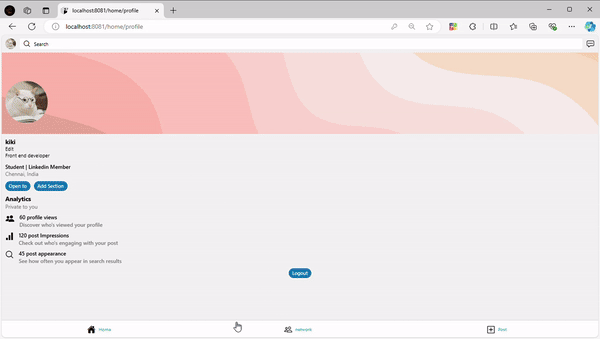 localhost:8081/home/profile
localhost:8081/home/profile
Search
kiki
Edit
Front end developer
Student | Linkedin Member
Chennai, India
Open to
Add Section
Analytics
Private to you
60 profile views
Discover who's viewed your profile
120 post Impressions
Check out who's engaging with your post
45 post appearance
See how often you appear in search results
Logout
Home
network
Post